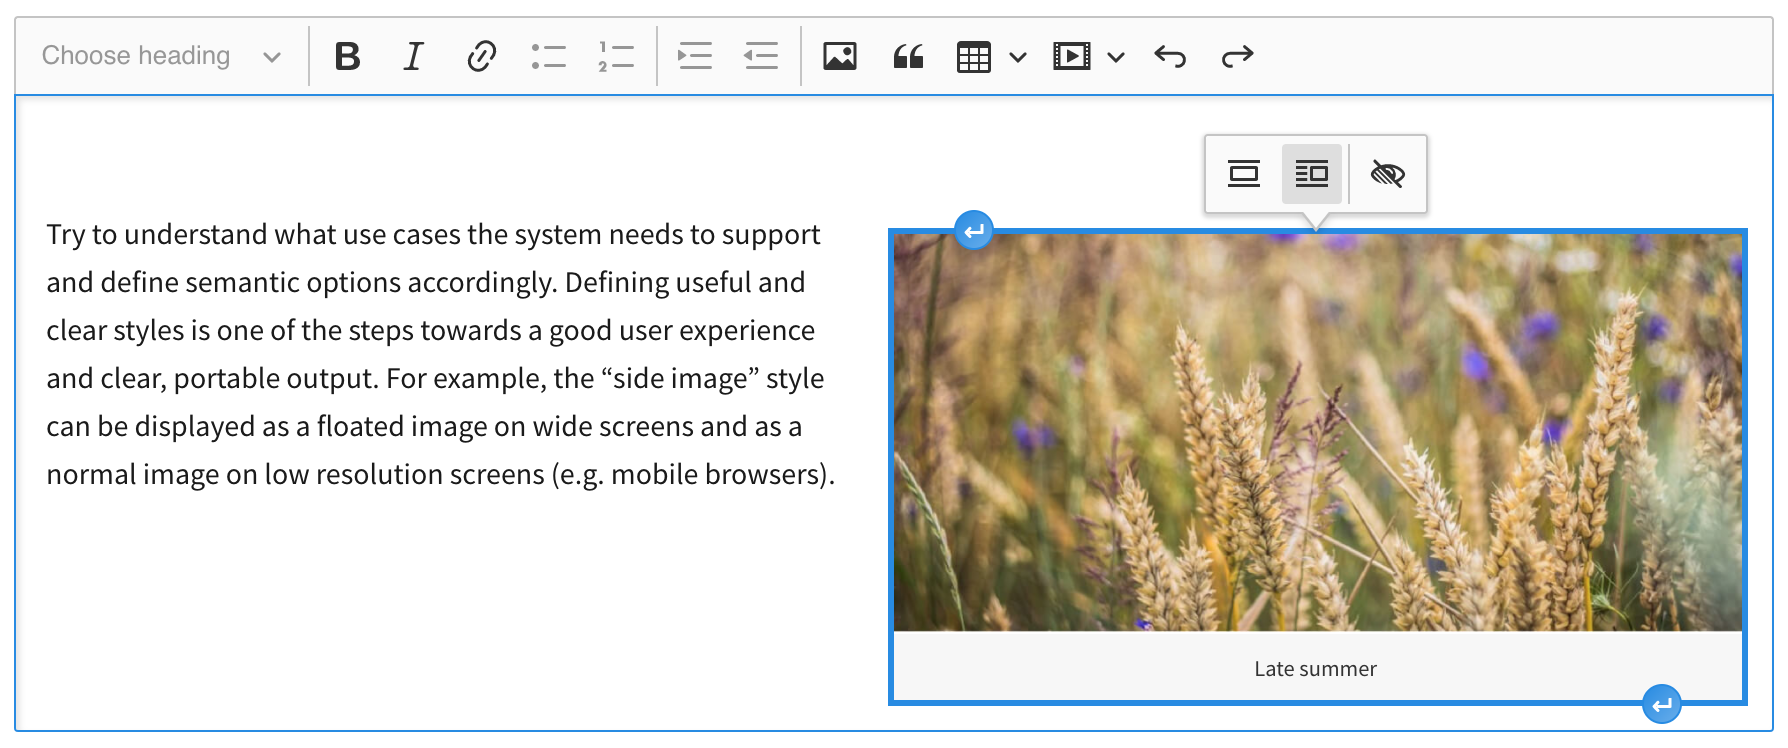 Choose heading
Try to understand what use cases the system needs to support
and define semantic options accordingly. Defining useful and
clear styles is one of the steps towards a good user experience
and clear, portable output. For example, the “side image” style
can be displayed as a floated image on wide screens and as a
normal image on low resolution screens (e.g. mobile browsers).
Late summer